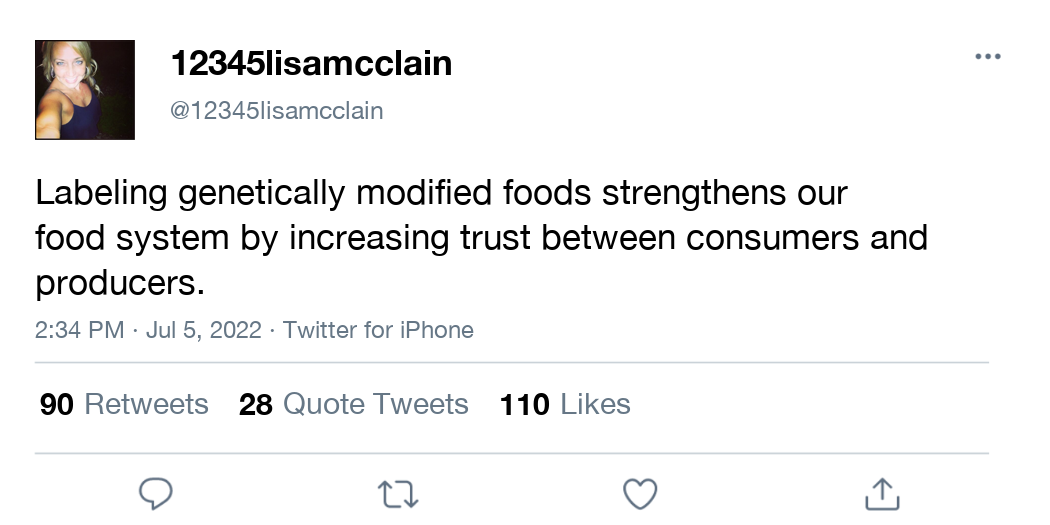 12345lisamcclain
@12345lisamcclain
Labeling genetically modified foods strengthens our
food system by increasing trust between consumers and
producers.
2:34 PM · Jul 5, 2022 · Twitter for iPhone
90 Retweets 28 Quote Tweets 110 Likes